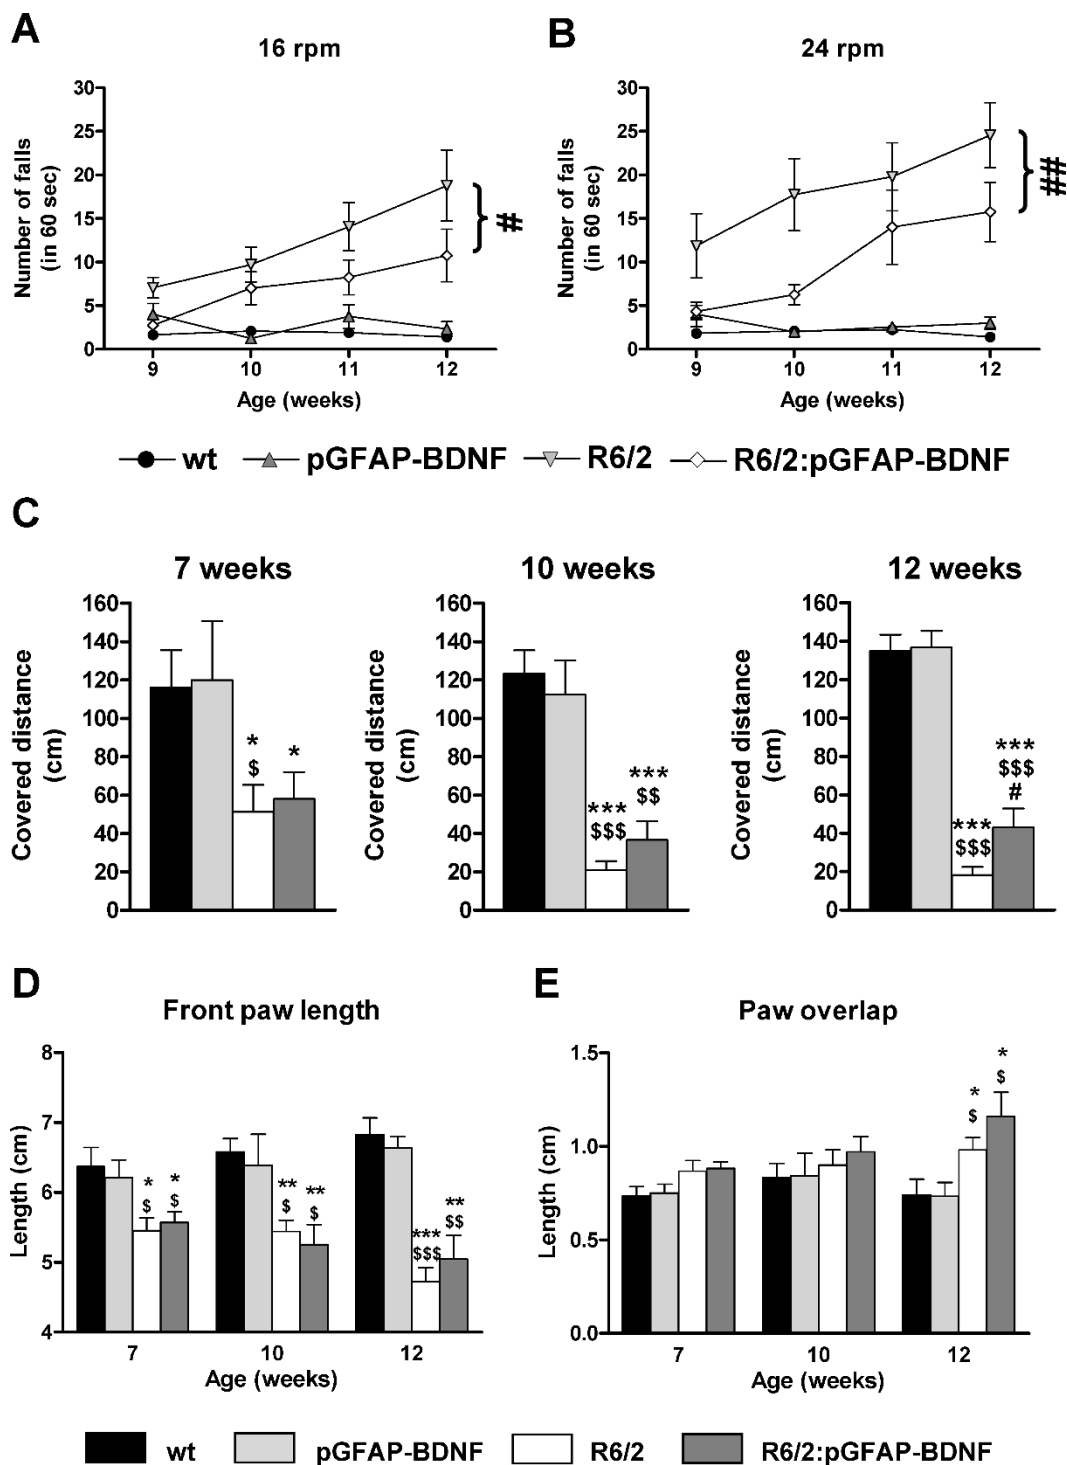 A
16 rpm
Number of falls
(in 60 sec)
30
25
20
15
10
5
0
9 10 11 12
Age (weeks)
#
B
24 rpm
Number of falls
(in 60 sec)
30
25
20
15
10
5
0
9 10 11 12
Age (weeks)
##
wt pGFAP-BDNF R6/2 R6/2:pGFAP-BDNF
C
7 weeks
Covered distance
(cm)
160
140
120
100
80
60
40
20
0
*
$
*
10 weeks
Covered distance
(cm)
160
140
120
100
80
60
40
20
0
***
$$$
***
$$
12 weeks
Covered distance
(cm)
160
140
120
100
80
60
40
20
0
***
$$$
***
$$$
#
D
Front paw length
Length (cm)
8
7
6
5
4
*
$
*
$
**
$
**
$
***
$$$
**
$$
7 10 12
Age (weeks)
E
Paw overlap
Length (cm)
1.5
1.0
0.5
0.0
*
$
*
$
7 10 12
Age (weeks)
wt pGFAP-BDNF R6/2 R6/2:pGFAP-BDNF